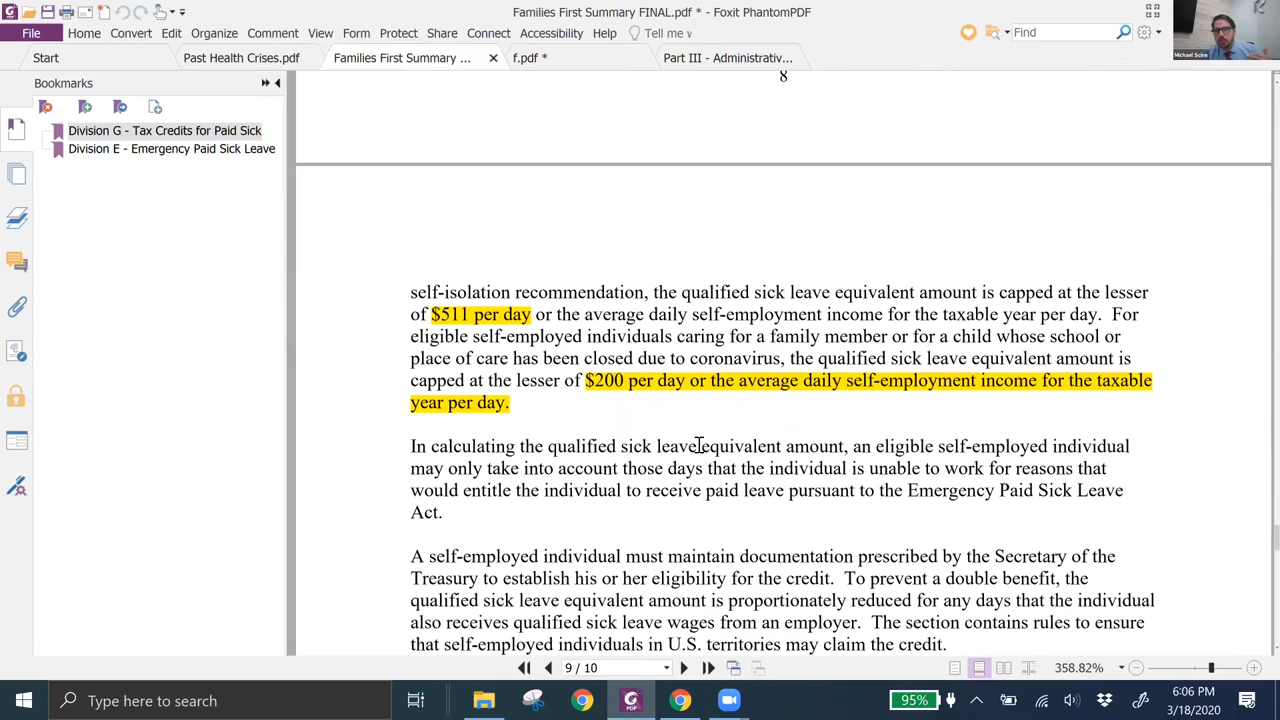 Families First Summary FINAL.pdf * - Foxit PhantomPDF
File Home Convert Edit Organize Comment View Form Protect Share Connect Accessibility Help Tell me v Find
Start Past Health Crises.pdf Families First Summary ... f.pdf * Part III - Administrativ...
Michael Scine
Bookmarks
Division G - Tax Credits for Paid Sick
Division E - Emergency Paid Sick Leave
8
self-isolation recommendation, the qualified sick leave equivalent amount is capped at the lesser
of $511 per day or the average daily self-employment income for the taxable year per day. For
eligible self-employed individuals caring for a family member or for a child whose school or
place of care has been closed due to coronavirus, the qualified sick leave equivalent amount is
capped at the lesser of $200 per day or the average daily self-employment income for the taxable
year per day.
In calculating the qualified sick leave equivalent amount, an eligible self-employed individual
may only take into account those days that the individual is unable to work for reasons that
would entitle the individual to receive paid leave pursuant to the Emergency Paid Sick Leave
Act.
A self-employed individual must maintain documentation prescribed by the Secretary of the
Treasury to establish his or her eligibility for the credit. To prevent a double benefit, the
qualified sick leave equivalent amount is proportionately reduced for any days that the individual
also receives qualified sick leave wages from an employer. The section contains rules to ensure
that self-employed individuals in U.S. territories may claim the credit.
9 / 10 358.82%
Type here to search PDF 95% 6:06 PM
3/18/2020